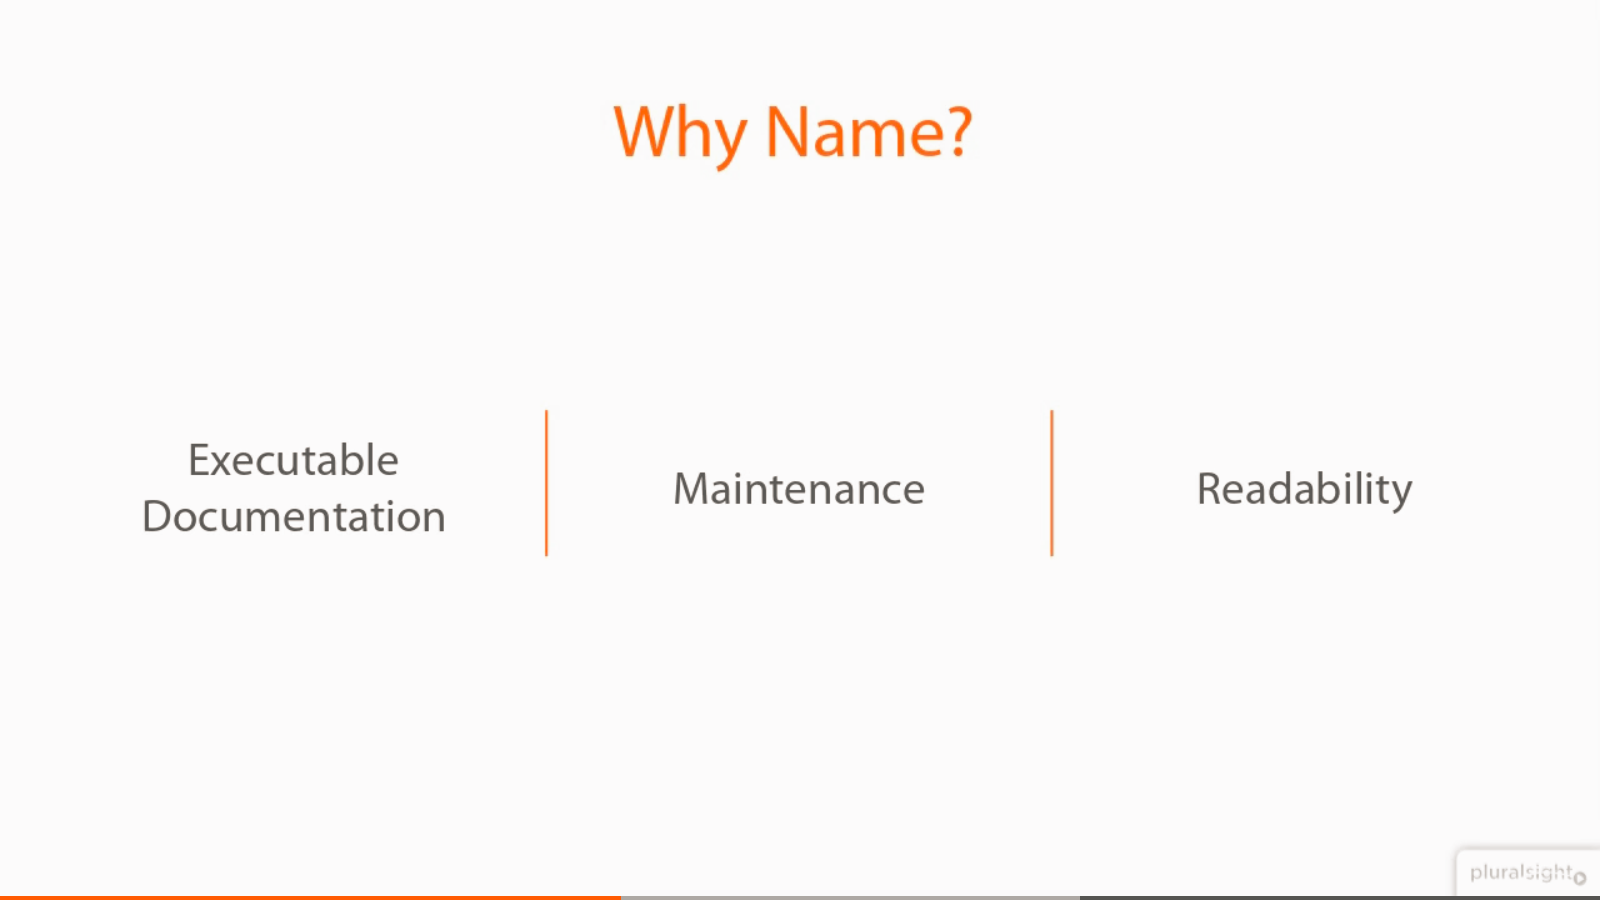 Why Name?
Executable
Documentation
Maintenance
Readability
pluralsight